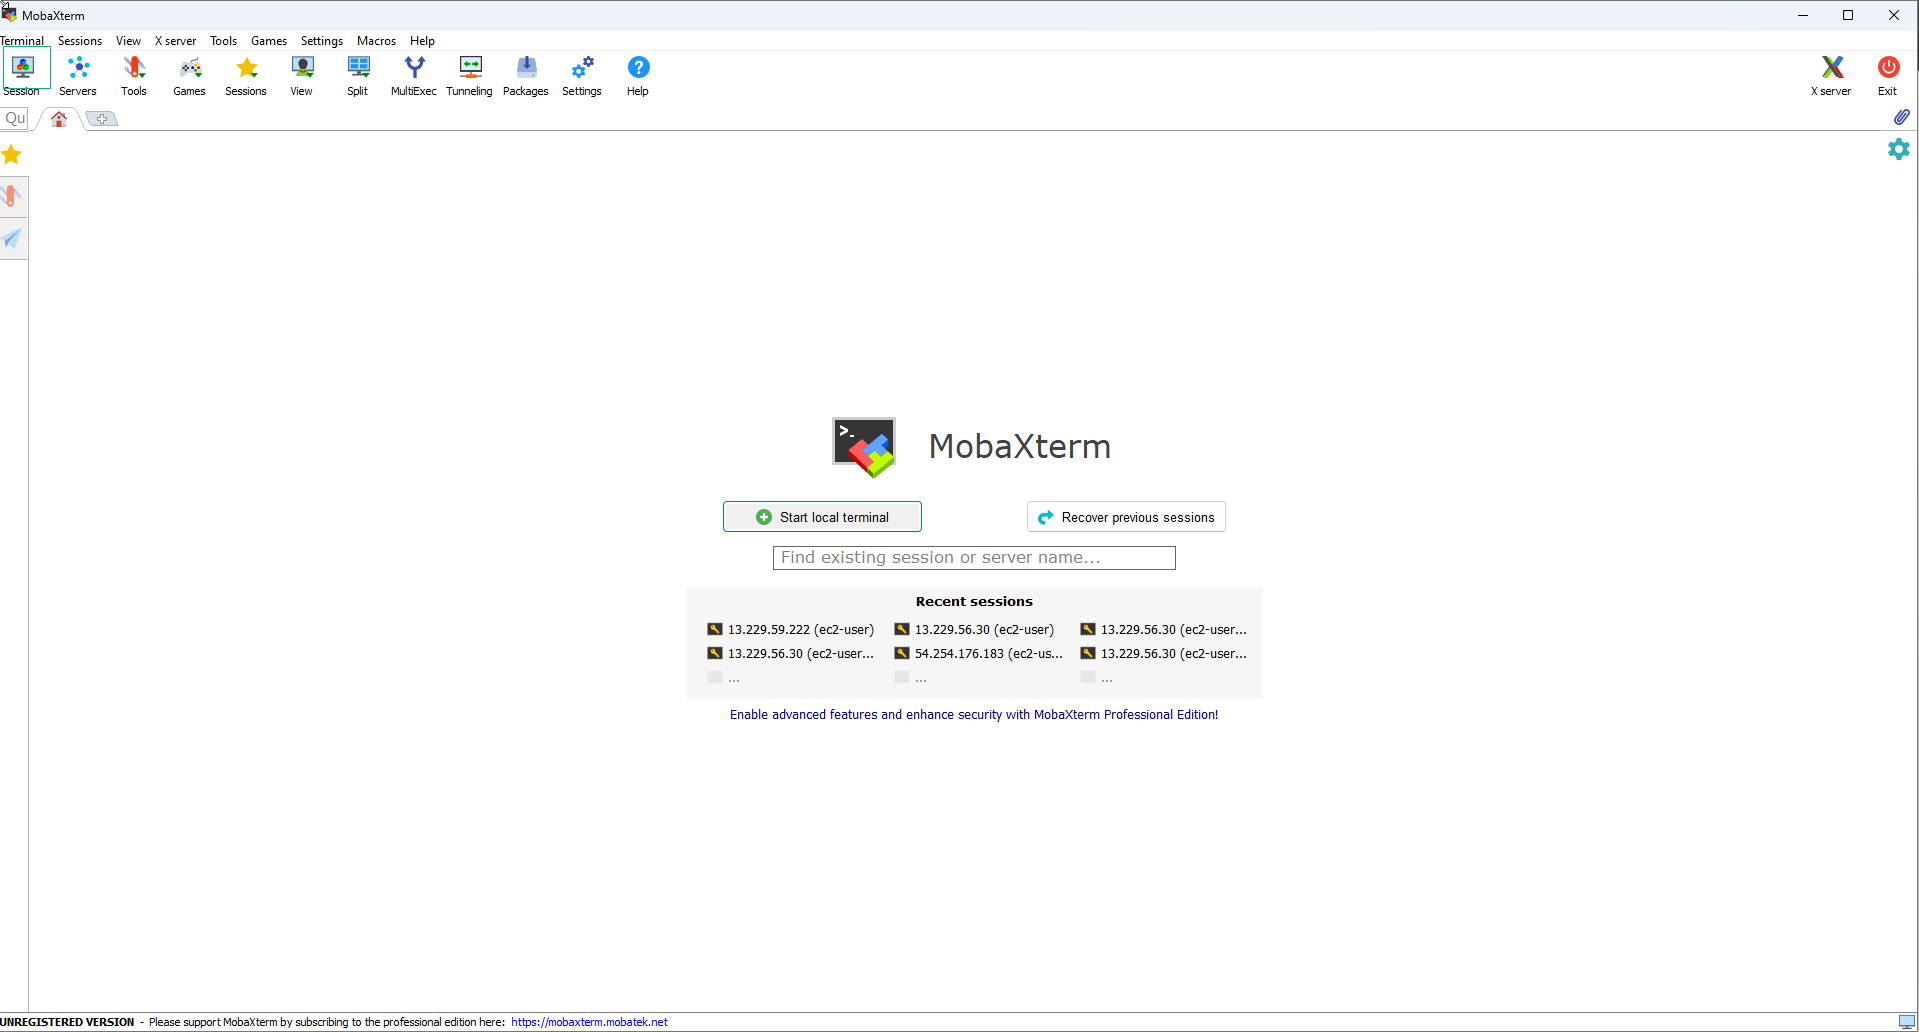 MobaXterm
Terminal Sessions View X server Tools Games Settings Macros Help
Session Servers Tools Games Sessions View Split MultiExec Tunneling Packages Settings Help X server Exit
Qu
>_ MobaXterm
Start local terminal Recover previous sessions
Find existing session or server name...
Recent sessions
13.229.59.222 (ec2-user) 13.229.56.30 (ec2-user) 13.229.56.30 (ec2-user...
13.229.56.30 (ec2-user... 54.254.176.183 (ec2-us... 13.229.56.30 (ec2-user...
... ... ...
Enable advanced features and enhance security with MobaXterm Professional Edition!
UNREGISTERED VERSION - Please support MobaXterm by subscribing to the professional edition here: https://mobaxterm.mobatek.net